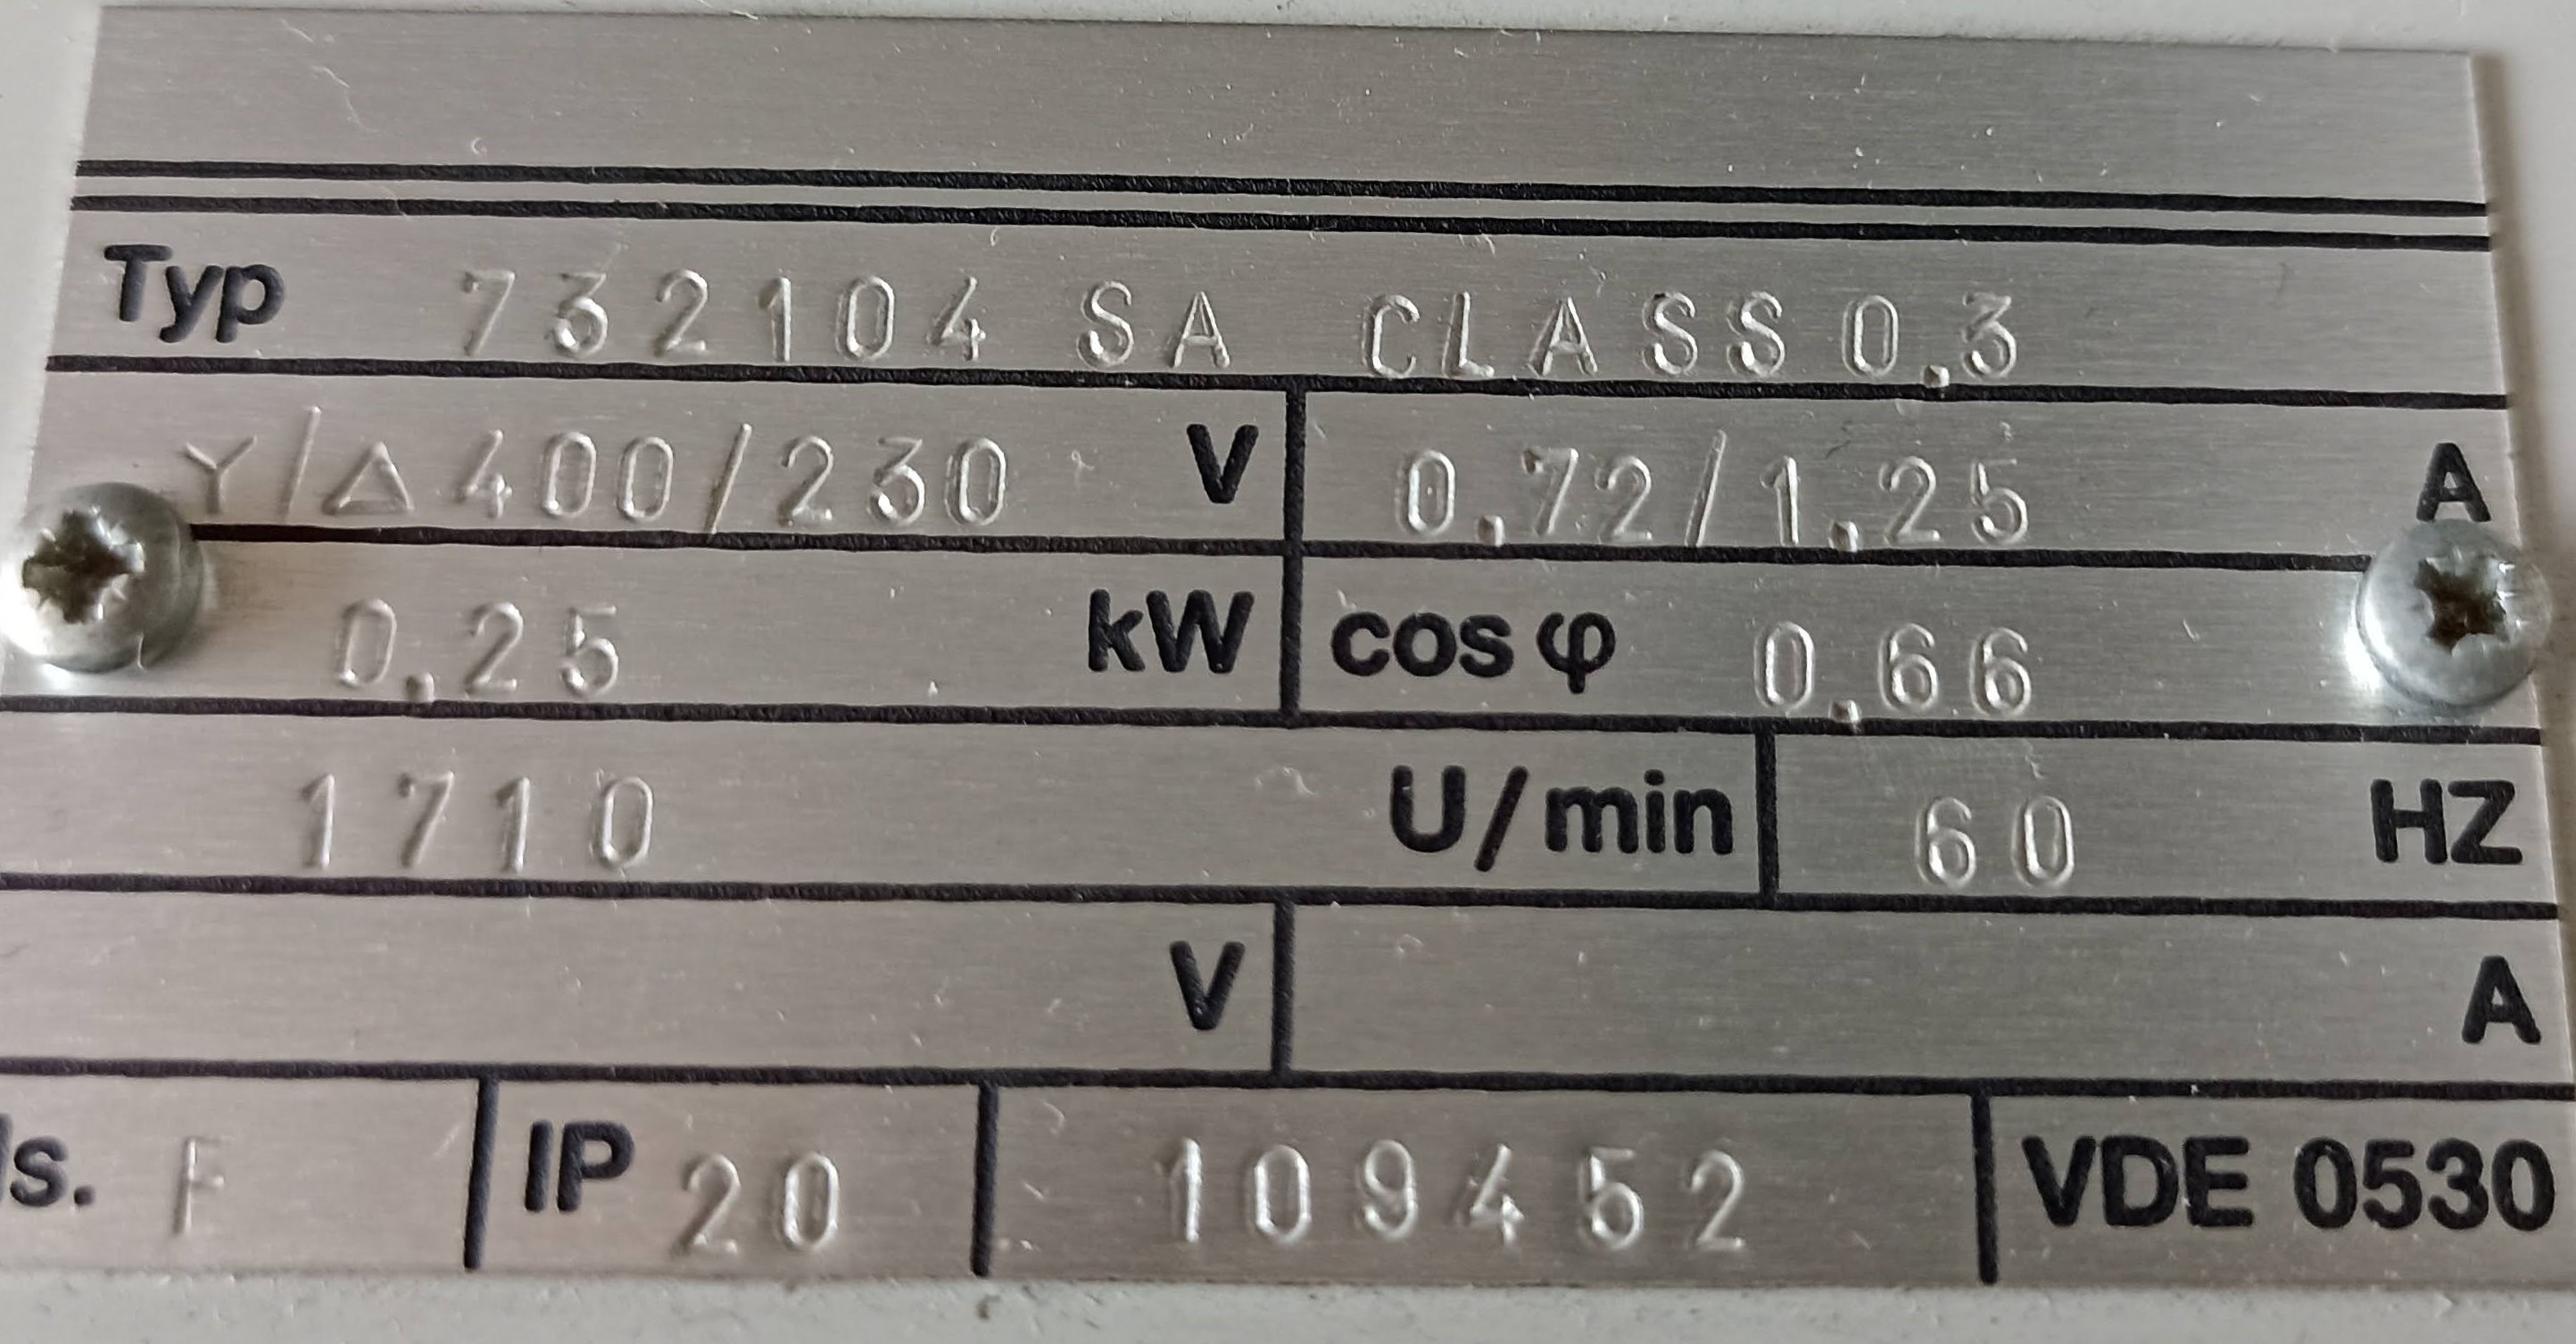 Typ 732104 SA CLASS 0.3
Y/Δ 400/230 V 0.72/1.25 A
0.25 kW cos φ 0.66
1710 U/min 60 HZ
V A
ls. F IP 20 109452 VDE 0530